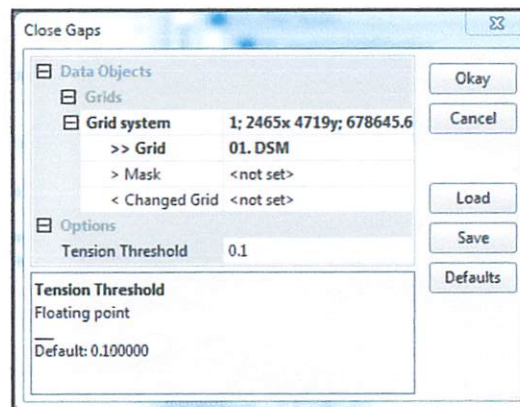 Close Gaps
Data Objects
Grids
Grid system 1; 2465x 4719y; 678645.6
>> Grid 01. DSM
> Mask <not set>
< Changed Grid <not set>
Options
Tension Threshold 0.1
Tension Threshold
Floating point
Default: 0.100000
Okay
Cancel
Load
Save
Defaults